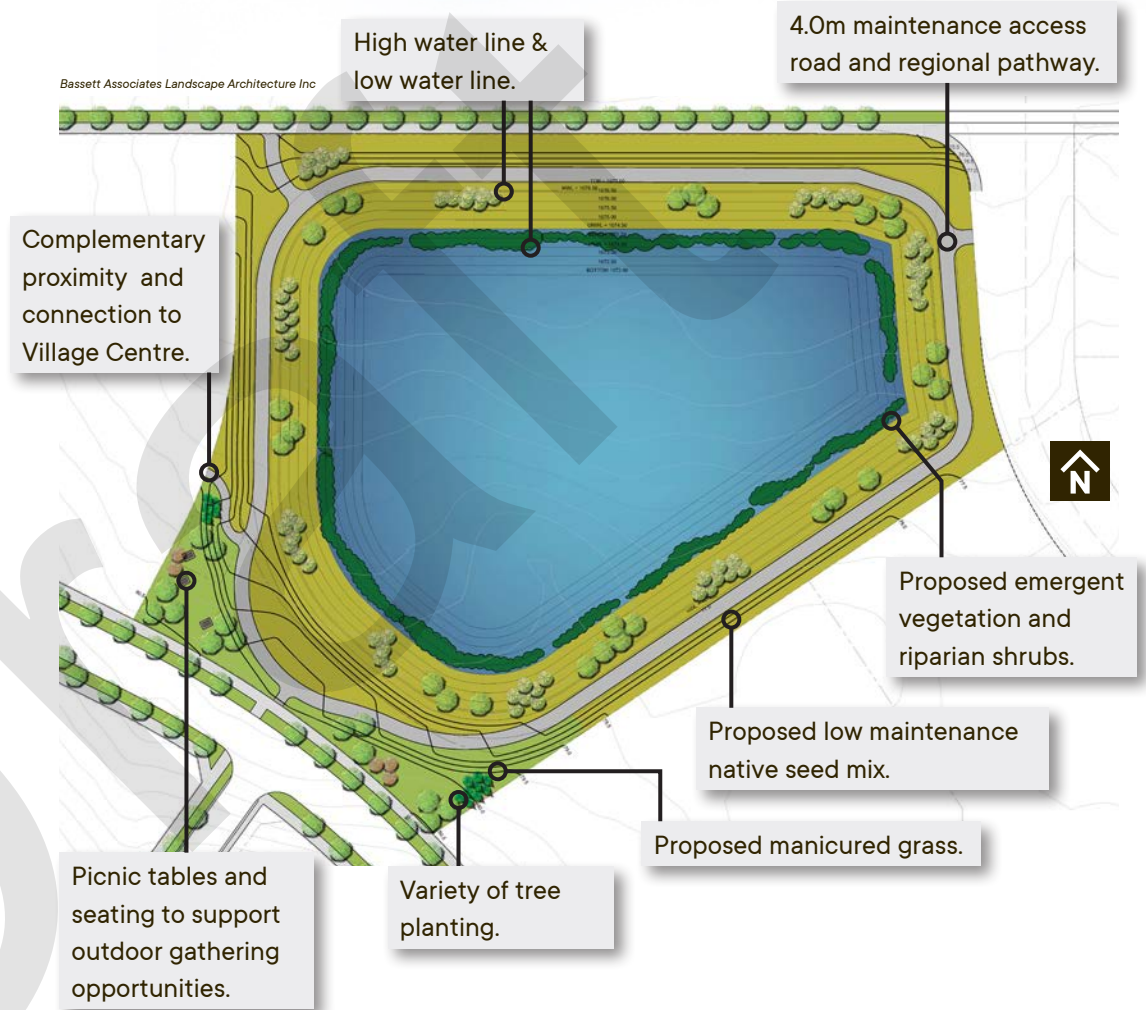 High water line &
low water line.
4.0m maintenance access
road and regional pathway.
Bassett Associates Landscape Architecture Inc
Complementary
proximity and
connection to
Village Centre.
N
Proposed emergent
vegetation and
riparian shrubs.
Proposed low maintenance
native seed mix.
Proposed manicured grass.
Variety of tree
planting.
Picnic tables and
seating to support
outdoor gathering
opportunities.